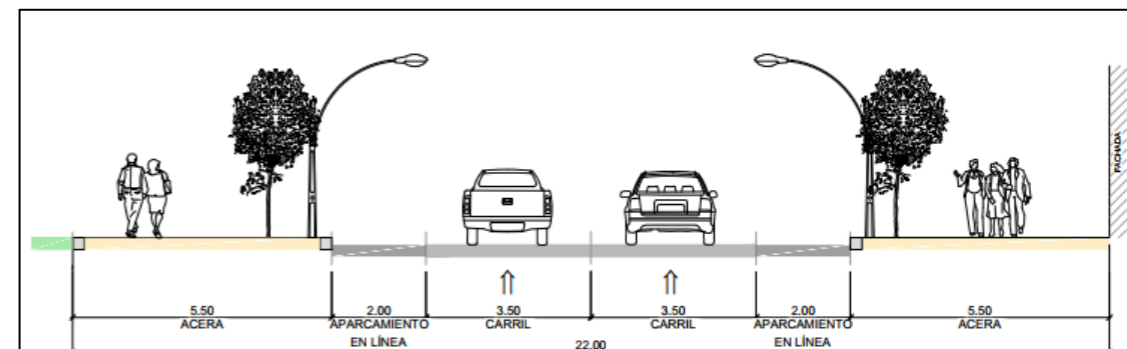 FACHADA
5.50
ACERA
2.00
APARCAMIENTO
EN LÍNEA
3.50
CARRIL
3.50
CARRIL
2.00
APARCAMIENTO
EN LÍNEA
5.50
ACERA
22.00